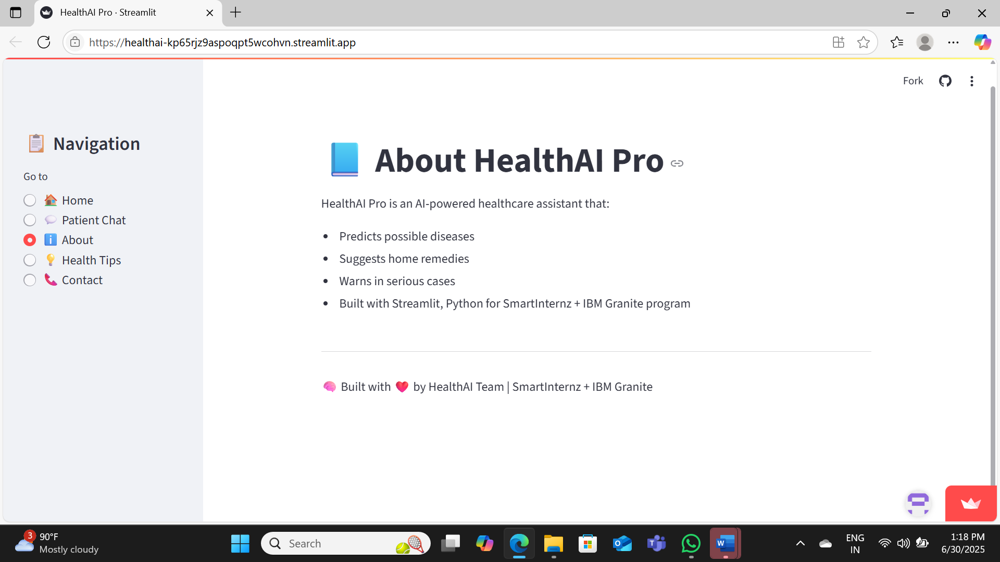 HealthAI Pro · Streamlit
https://healthai-kp65rjz9aspoqpt5wcohvn.streamlit.app
Fork
📋 Navigation
Go to
🏠 Home
💬 Patient Chat
ℹ️ About
💡 Health Tips
📞 Contact
📘 About HealthAI Pro
HealthAI Pro is an AI-powered healthcare assistant that:
• Predicts possible diseases
• Suggests home remedies
• Warns in serious cases
• Built with Streamlit, Python for SmartInternz + IBM Granite program
🧠 Built with ❤️ by HealthAI Team | SmartInternz + IBM Granite
3
90°F
Mostly cloudy
Search
ENG
IN
1:18 PM
6/30/2025